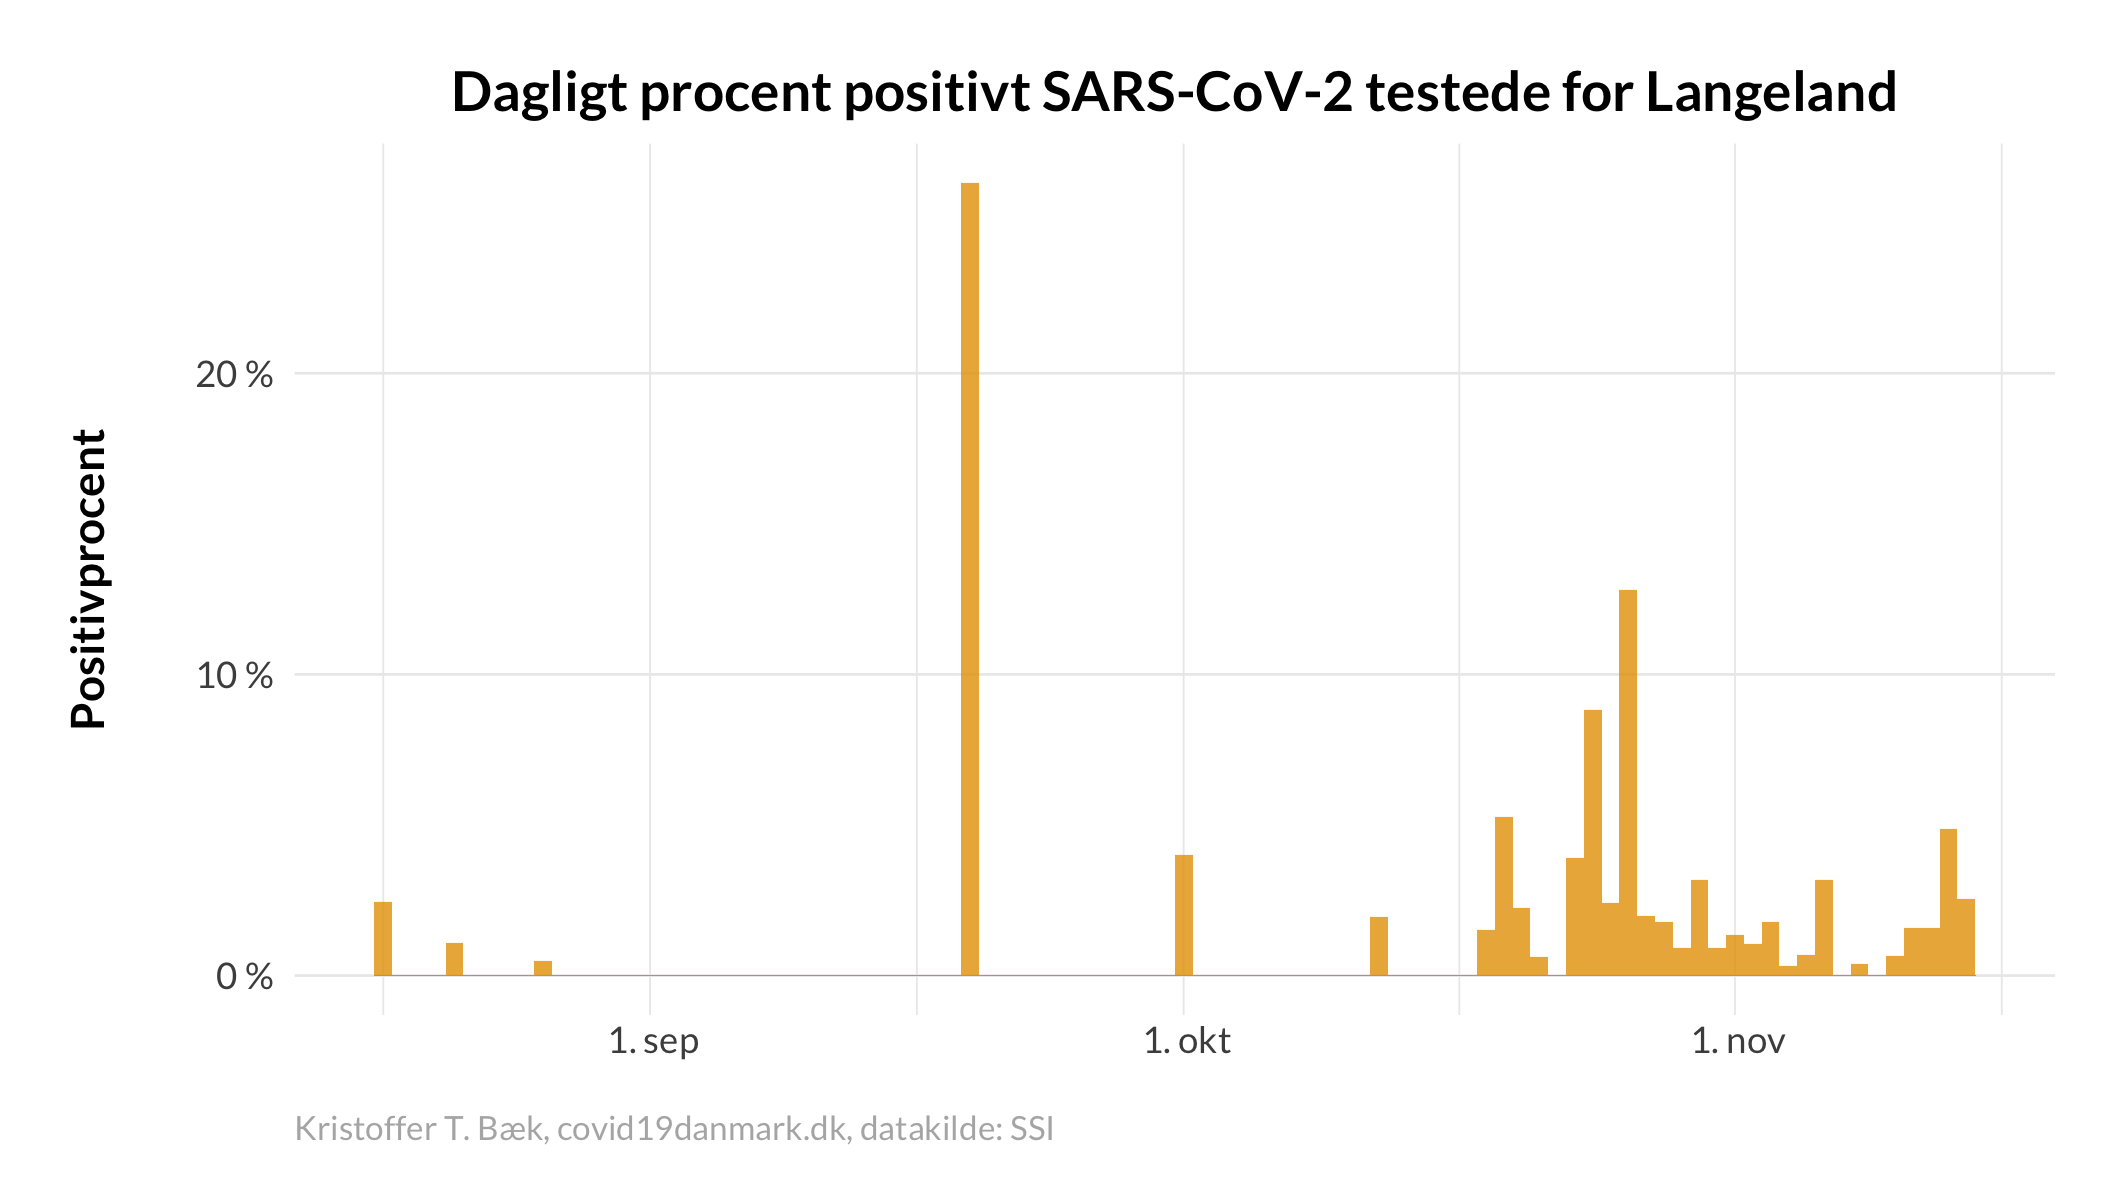 Dagligt procent positivt SARS-CoV-2 testede for Langeland
Positivprocent
20 %
10 %
0 %
1. sep
1. okt
1. nov
Kristoffer T. Bæk, covid19danmark.dk, datakilde: SSI